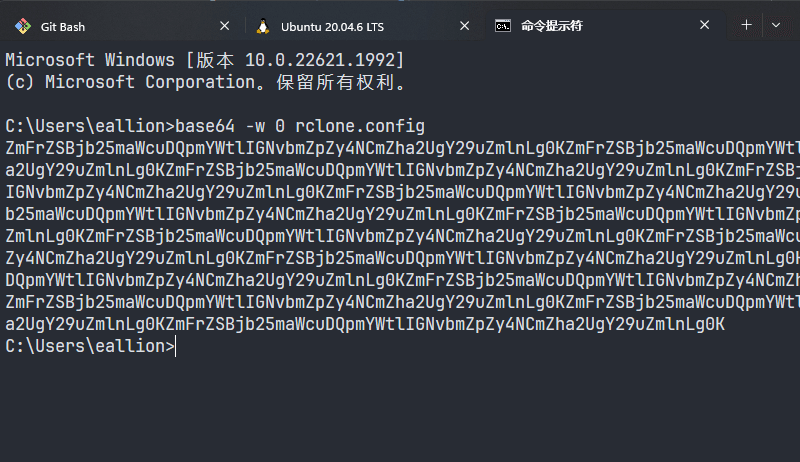 Git Bash
Ubuntu 20.04.6 LTS
命令提示符
Microsoft Windows [版本 10.0.22621.1992]
(c) Microsoft Corporation。保留所有权利。
C:\Users\eallion>base64 -w 0 rclone.config
ZmFrZSBjb25maWcuDQpmYWtlIGNvbmZpZy4NCmZha2UgY29uZmlnLg0KZmFrZSBjb25maWcuDQpmYWtl
a2UgY29uZmlnLg0KZmFrZSBjb25maWcuDQpmYWtlIGNvbmZpZy4NCmZha2UgY29uZmlnLg0KZmFrZSBj
IGNvbmZpZy4NCmZha2UgY29uZmlnLg0KZmFrZSBjb25maWcuDQpmYWtlIGNvbmZpZy4NCmZha2UgY29u
b25maWcuDQpmYWtlIGNvbmZpZy4NCmZha2UgY29uZmlnLg0KZmFrZSBjb25maWcuDQpmYWtlIGNvbmZp
ZmlnLg0KZmFrZSBjb25maWcuDQpmYWtlIGNvbmZpZy4NCmZha2UgY29uZmlnLg0KZmFrZSBjb25maWcu
Zy4NCmZha2UgY29uZmlnLg0KZmFrZSBjb25maWcuDQpmYWtlIGNvbmZpZy4NCmZha2UgY29uZmlnLg0K
DQpmYWtlIGNvbmZpZy4NCmZha2UgY29uZmlnLg0KZmFrZSBjb25maWcuDQpmYWtlIGNvbmZpZy4NCmZh
ZmFrZSBjb25maWcuDQpmYWtlIGNvbmZpZy4NCmZha2UgY29uZmlnLg0KZmFrZSBjb25maWcuDQpmYWtl
a2UgY29uZmlnLg0KZmFrZSBjb25maWcuDQpmYWtlIGNvbmZpZy4NCmZha2UgY29uZmlnLg0K
C:\Users\eallion>